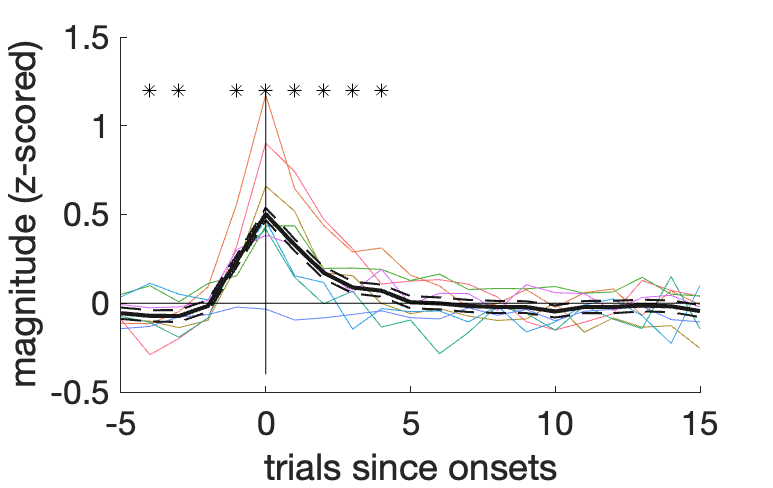 magnitude (z-scored)
1.5
1
0.5
0
-0.5
* * * * * * * *
-5 0 5 10 15
trials since onsets